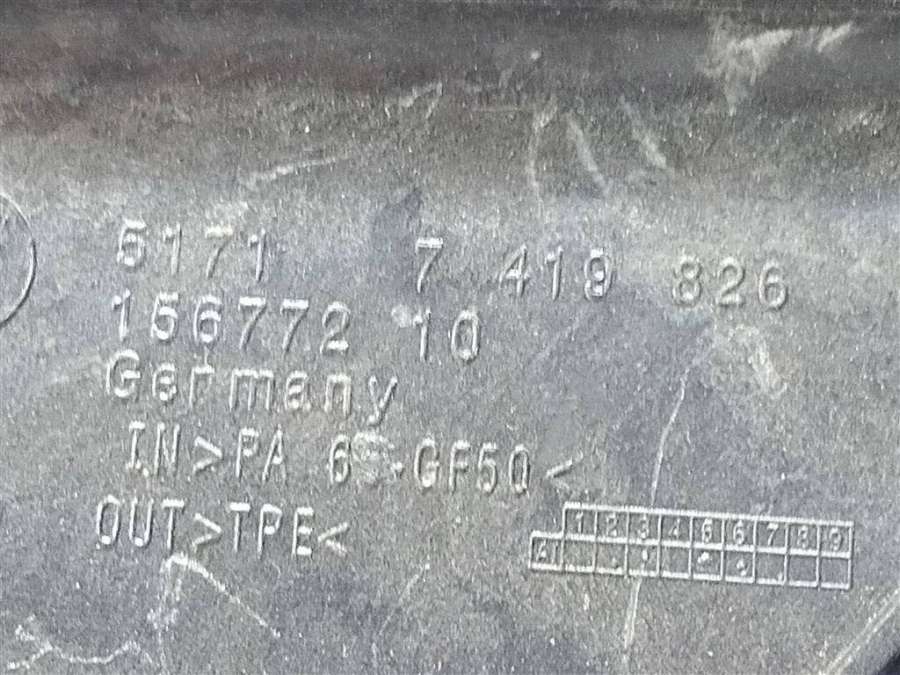 5171 7 419 826
156772 10
Germany
IN>PA 6 -GF50<
OUT>TPE<
1 2 3 4 5 6 7 8 9
A